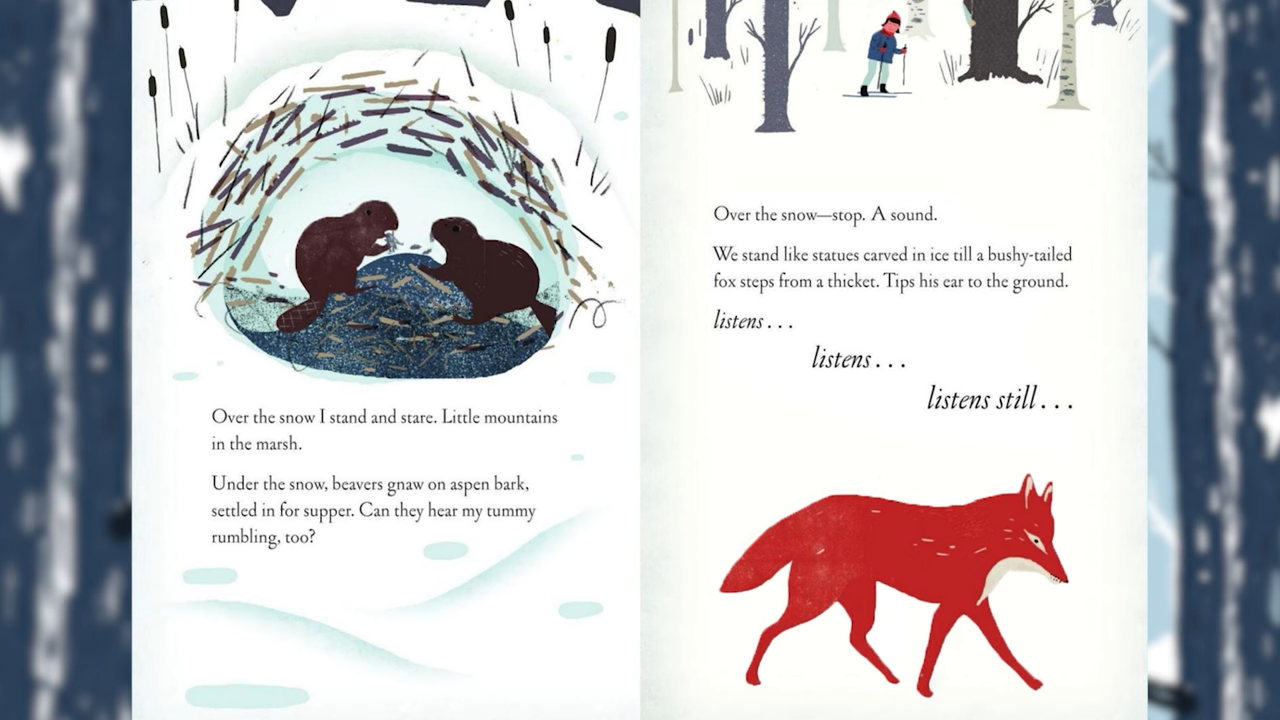 Over the snow I stand and stare. Little mountains
in the marsh.
Under the snow, beavers gnaw on aspen bark,
settled in for supper. Can they hear my tummy
rumbling, too?
Over the snow—stop. A sound.
We stand like statues carved in ice till a bushy-tailed
fox steps from a thicket. Tips his ear to the ground.
listens . . .
listens . . .
listens still . . .